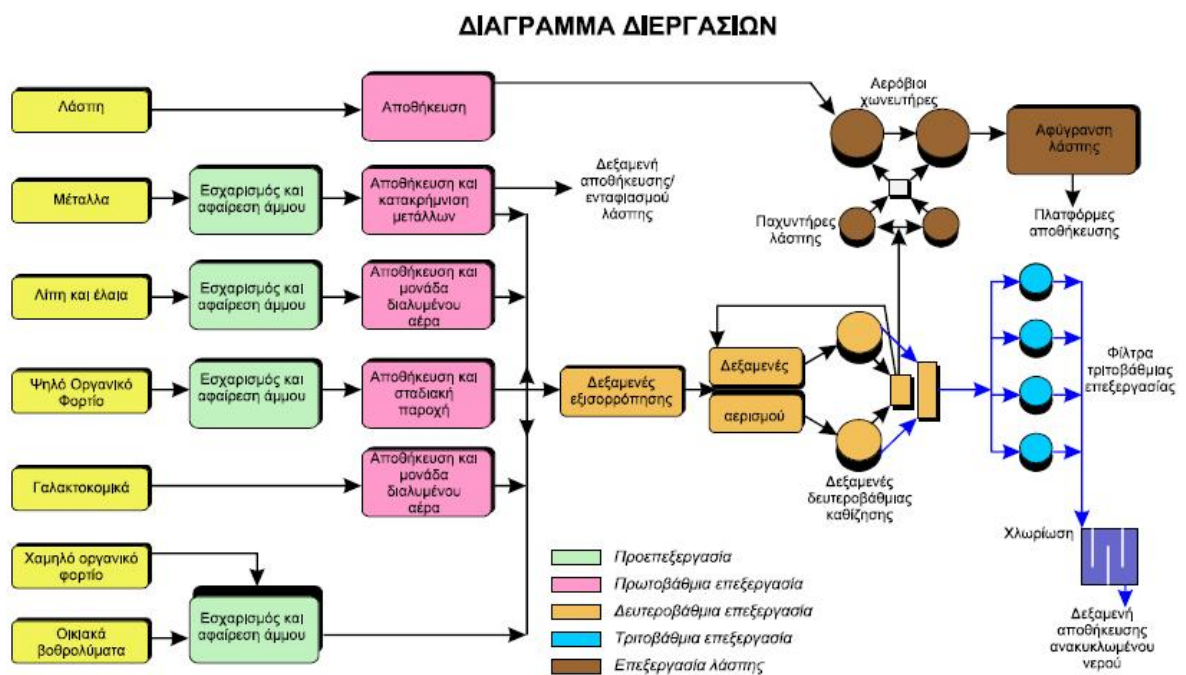 ΔΙΑΓΡΑΜΜΑ ΔΙΕΡΓΑΣΙΩΝ
Λάσπη
Αποθήκευση
Αερόβιοι
χωνευτήρες
Αφύγρανση
λάσπης
Μέταλλα
Εσχαρισμός και
αφαίρεση άμμου
Αποθήκευση και
κατακρήμνιση
μετάλλων
Δεξαμενή
αποθήκευσης/
ενταφιασμού
λάσπης
Παχυντήρες
λάσπης
Πλατφόρμες
αποθήκευσης
Λίπη και έλαια
Εσχαρισμός και
αφαίρεση άμμου
Αποθήκευση και
μονάδα
διαλυμένου
αέρα
Ψηλό Οργανικό
Φορτίο
Εσχαρισμός και
αφαίρεση άμμου
Αποθήκευση και
σταδιακή
παροχή
Δεξαμενές
εξισορρόπησης
Δεξαμενές
αερισμού
Φίλτρα
τριτοβάθμιας
επεξεργασίας
Γαλακτοκομικά
Αποθήκευση και
μονάδα
διαλυμένου
αέρα
Δεξαμενές
δευτεροβάθμιας
καθίζησης
Χλωρίωση
Χαμηλό οργανικό
φορτίο
Οικιακά
βοθρολύματα
Εσχαρισμός και
αφαίρεση άμμου
Προεπεξεργασία
Πρωτοβάθμια επεξεργασία
Δευτεροβάθμια επεξεργασία
Τριτοβάθμια επεξεργασία
Επεξεργασία λάσπης
Δεξαμενή
αποθήκευσης
ανακυκλωμένου
νερού